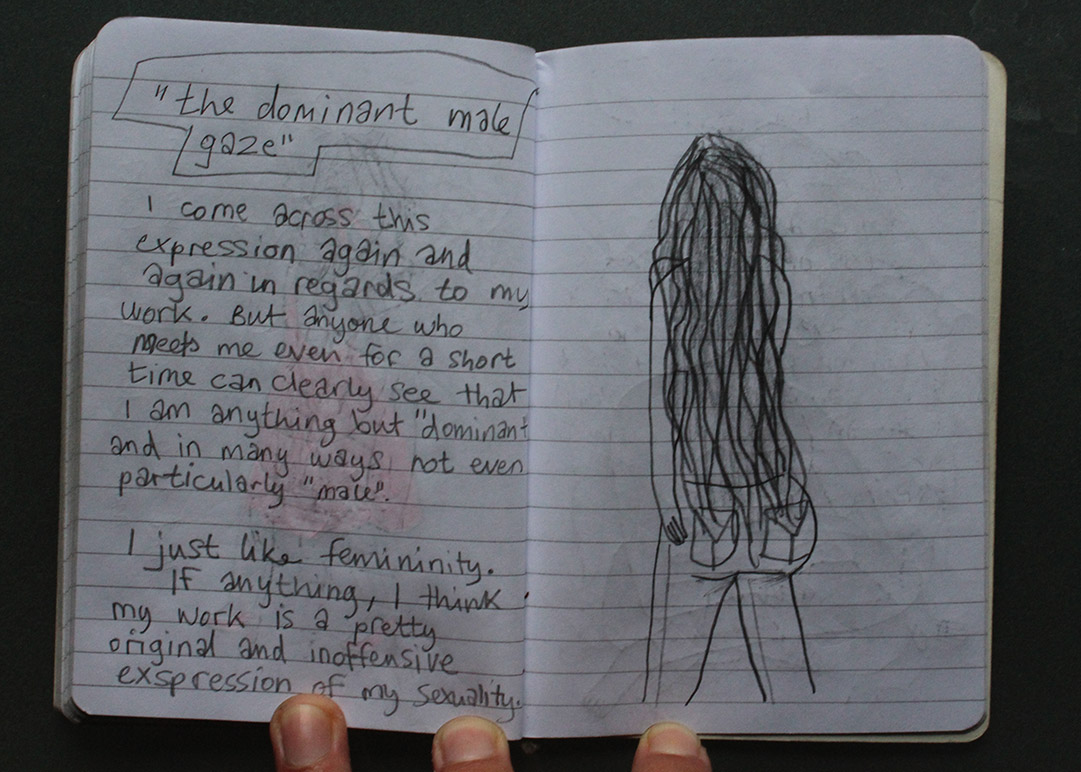 "the dominant male
gaze"
I come across this
expression again and
again in regards to my
work. But anyone who
meets me even for a short
time can clearly see that
I am anything but "dominant
and in many ways, not even
particularly "male".
I just like femininity.
If anything, I think
my work is a pretty
original and inoffensive
exspression of my sexuality.